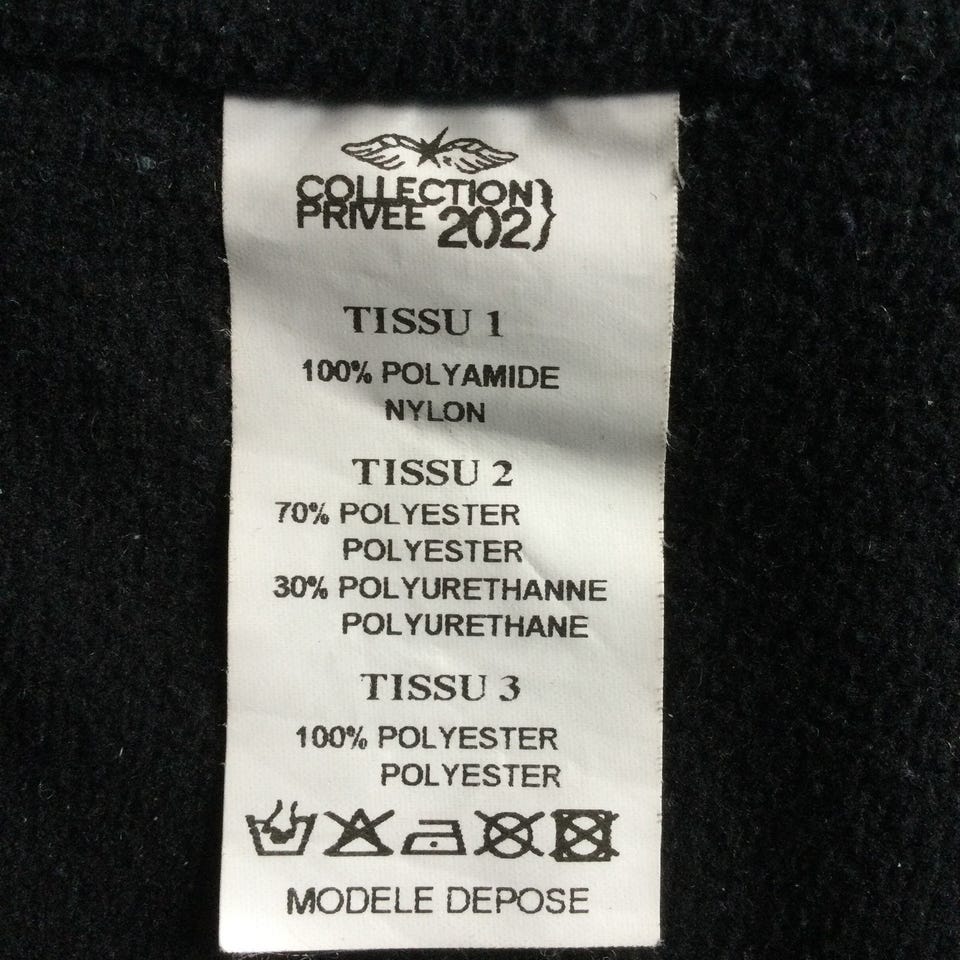 COLLECTION}
PRIVEE 202}
TISSU 1
100% POLYAMIDE
NYLON
TISSU 2
70% POLYESTER
POLYESTER
30% POLYURETHANNE
POLYURETHANE
TISSU 3
100% POLYESTER
POLYESTER
MODELE DEPOSE